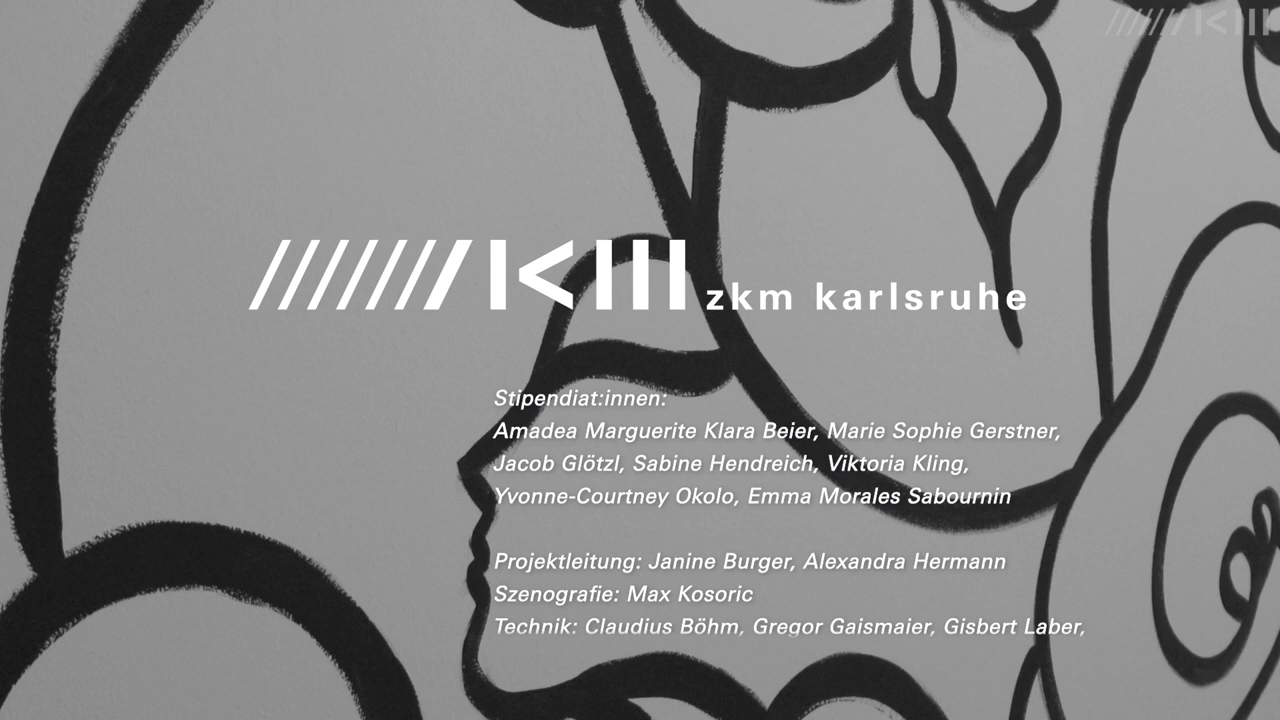 zkm karlsruhe
Stipendiat:innen:
Amadea Marguerite Klara Beier, Marie Sophie Gerstner,
Jacob Glötzl, Sabine Hendreich, Viktoria Kling,
Yvonne-Courtney Okolo, Emma Morales Sabournin
Projektleitung: Janine Burger, Alexandra Hermann
Szenografie: Max Kosoric
Technik: Claudius Böhm, Gregor Gaismaier, Gisbert Laber,